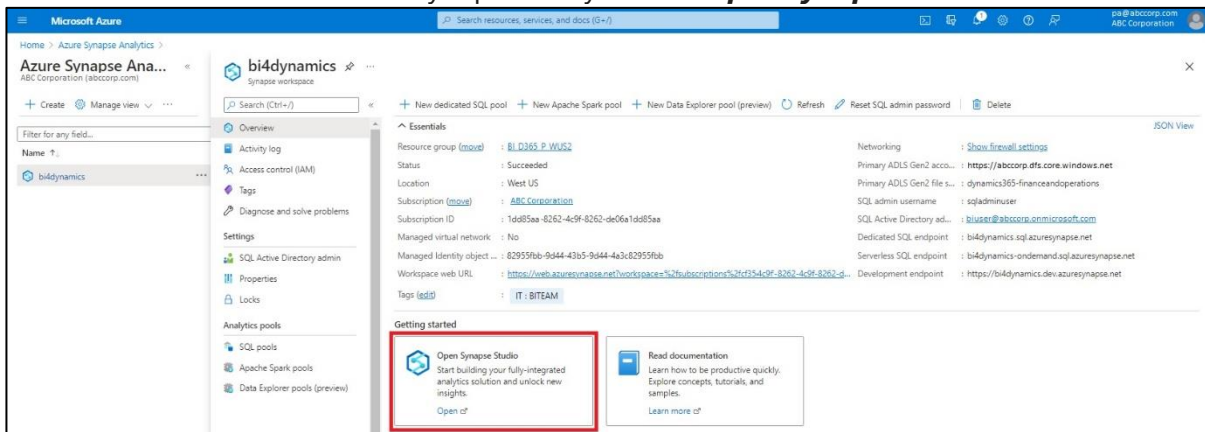 Microsoft Azure
Search resources, services, and docs (G+/)
pa@abccorp.com
ABC Corporation
Home > Azure Synapse Analytics >
Azure Synapse Ana... «
ABC Corporation (abccorp.com)
+ Create Manage view ...
Filter for any field...
Name ↑↓
bi4dynamics ...
bi4dynamics ...
Synapse workspace
Search (Ctrl+/) «
Overview
Activity log
Access control (IAM)
Tags
Diagnose and solve problems
Settings
SQL Active Directory admin
Properties
Locks
Analytics pools
SQL pools
Apache Spark pools
Data Explorer pools (preview)
+ New dedicated SQL pool + New Apache Spark pool + New Data Explorer pool (preview) Refresh Reset SQL admin password Delete
Essentials
JSON View
Resource group (move) : BI_D365_P_WUS2
Status : Succeeded
Location : West US
Subscription (move) : ABC Corporation
Subscription ID : 1dd85aa-8262-4c9f-8262-de06a1dd85aa
Managed virtual network : No
Managed Identity object ... : 82955fbb-9d44-43b5-9d44-4a3c82955fbb
Workspace web URL : https://web.azuresynapse.net?workspace=%2fsubscriptions%2fcf354c9f-8262-4c9f-8262-d...
Tags (edit) : IT : BITEAM
Networking : Show firewall settings
Primary ADLS Gen2 acco... : https://abccorp.dfs.core.windows.net
Primary ADLS Gen2 file s... : dynamics365-financeandoperations
SQL admin username : sqladminuser
SQL Active Directory ad... : biuser@abccorp.onmicrosoft.com
Dedicated SQL endpoint : bi4dynamics.sql.azuresynapse.net
Serverless SQL endpoint : bi4dynamics-ondemand.sql.azuresynapse.net
Development endpoint : https://bi4dynamics.dev.azuresynapse.net
Getting started
Open Synapse Studio
Start building your fully-integrated
analytics solution and unlock new
insights.
Open
Read documentation
Learn how to be productive quickly.
Explore concepts, tutorials, and
samples.
Learn more